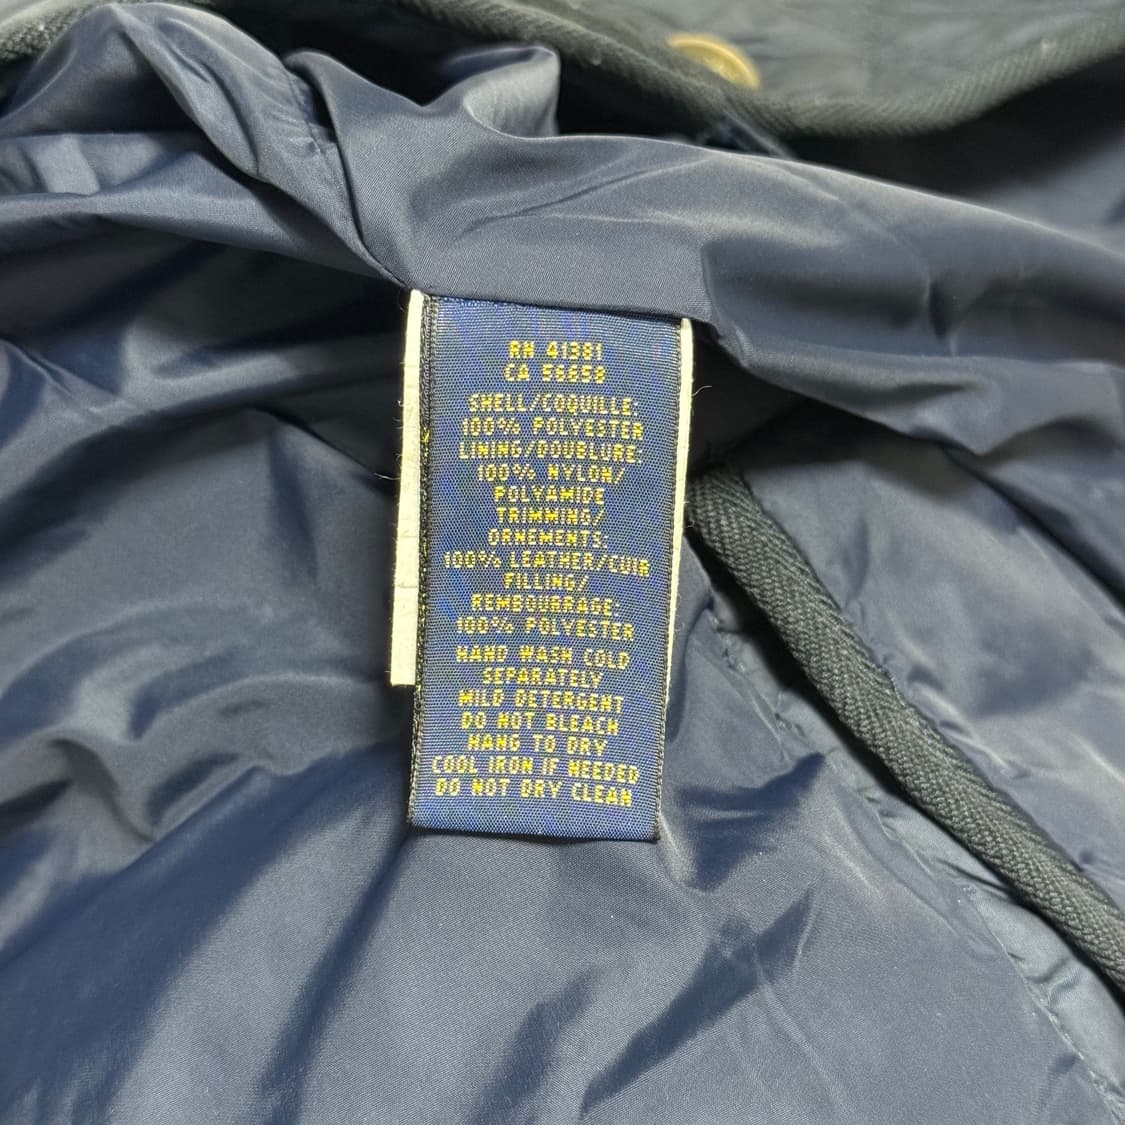 RN 41381
CA 56658
SHELL/COQUILLE:
100% POLYESTER
LINING/DOUBLURE:
100% NYLON/
POLYAMIDE
TRIMMING/
ORNEMENTS:
100% LEATHER/CUIR
FILLING/
REMBOURRAGE:
100% POLYESTER
HAND WASH COLD
SEPARATELY
MILD DETERGENT
DO NOT BLEACH
HANG TO DRY
COOL IRON IF NEEDED
DO NOT DRY CLEAN